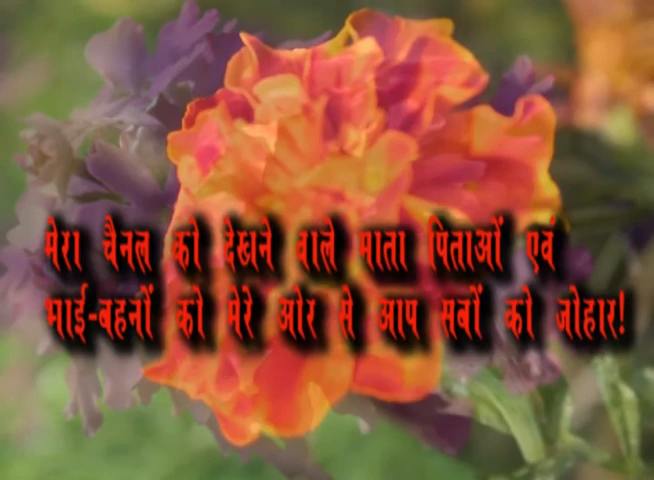 मेरा चैनल को देखने वाले माता पिताओं एवं
भाई-बहनों को मेरे ओर से आप सबों को जोहार!